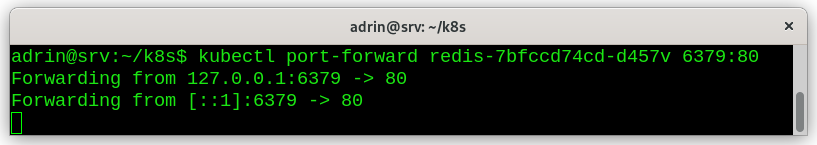 adrin@srv: ~/k8s
adrin@srv:~/k8s$ kubectl port-forward redis-7bfccd74cd-d457v 6379:80
Forwarding from 127.0.0.1:6379 -> 80
Forwarding from [::1]:6379 -> 80